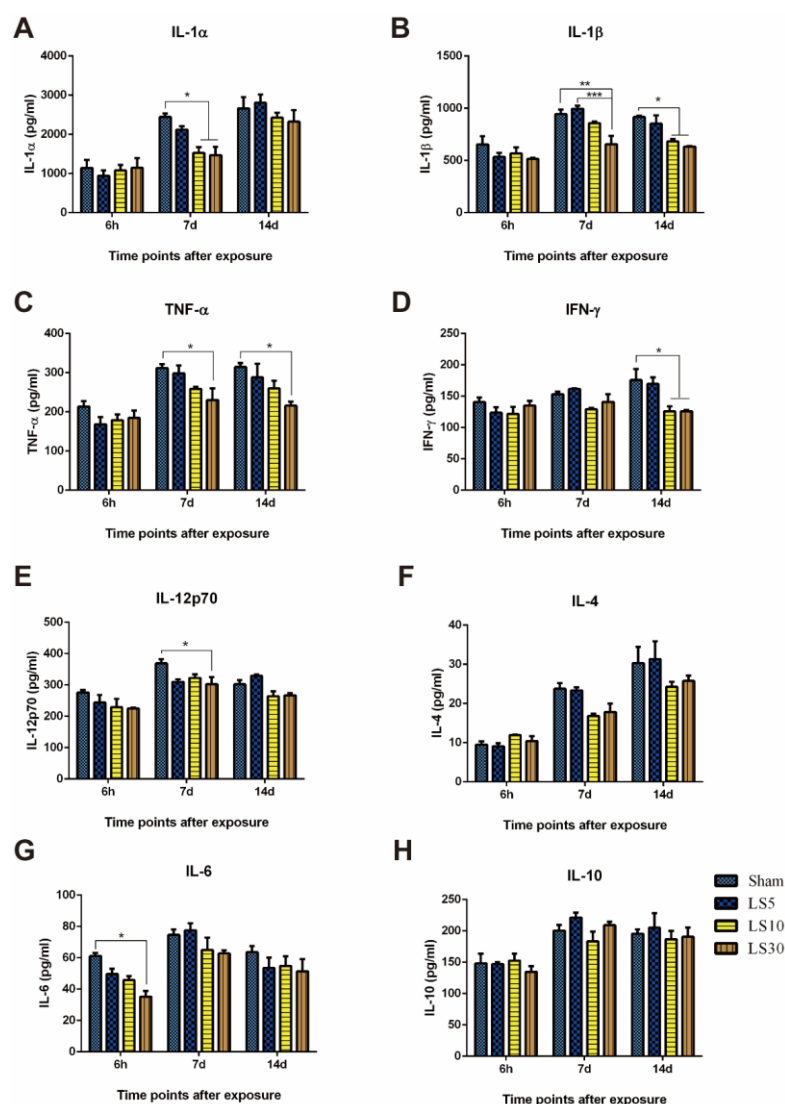 A
IL-1α
IL-1α (pg/ml)
4000
3000
2000
1000
0
*
6h
7d
14d
Time points after exposure
B
IL-1β
IL-1β (pg/ml)
1500
1000
500
0
**
***
*
6h
7d
14d
Time points after exposure
C
TNF-α
TNF-α (pg/ml)
400
300
200
100
0
*
*
6h
7d
14d
Time points after exposure
D
IFN-γ
IFN-γ (pg/ml)
250
200
150
100
50
0
*
6h
7d
14d
Time points after exposure
E
IL-12p70
IL-12p70 (pg/ml)
500
400
300
200
100
0
*
6h
7d
14d
Time points after exposure
F
IL-4
IL-4 (pg/ml)
40
30
20
10
0
6h
7d
14d
Time points after exposure
G
IL-6
IL-6 (pg/ml)
100
80
60
40
20
0
*
6h
7d
14d
Time points after exposure
H
IL-10
IL-10 (pg/ml)
300
250
200
150
100
50
0
6h
7d
14d
Time points after exposure
Sham
LS5
LS10
LS30